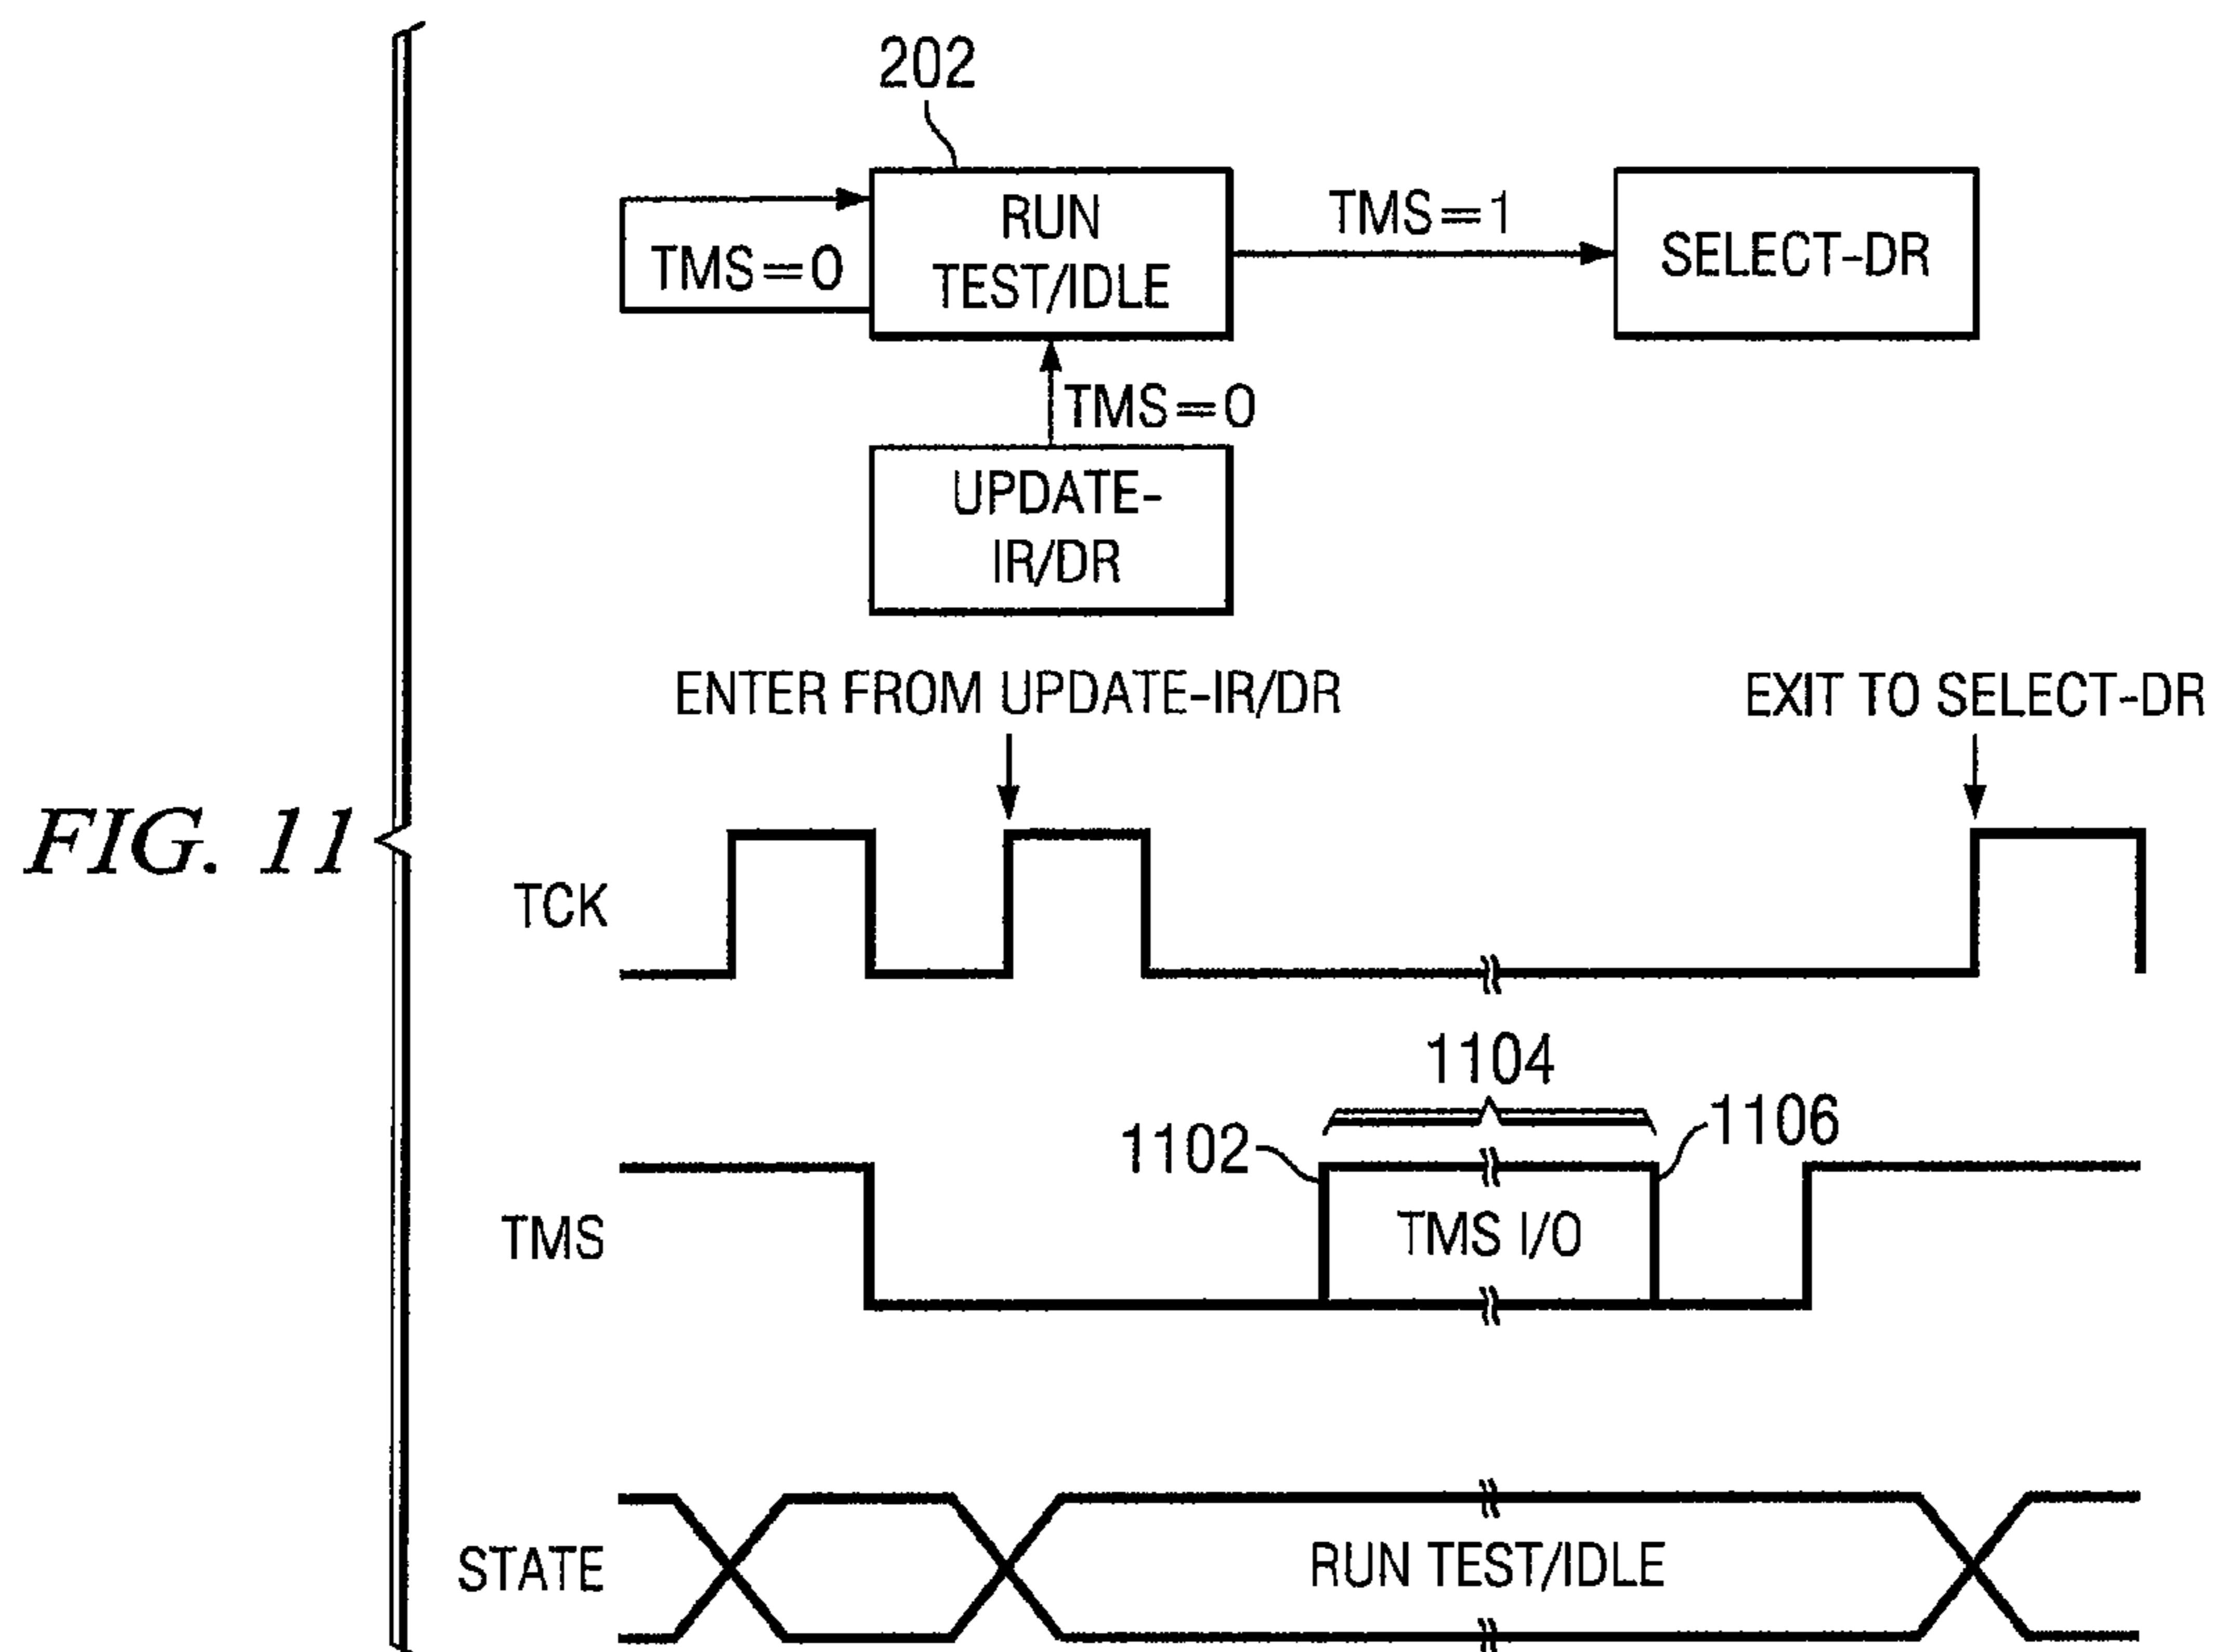 202
RUN
TEST/IDLE
TMS=0
TMS=1
SELECT-DR
TMS=0
UPDATE-
IR/DR
ENTER FROM UPDATE-IR/DR
EXIT TO SELECT-DR
FIG. 11
TCK
1104
1102
1106
TMS
TMS I/O
STATE
RUN TEST/IDLE